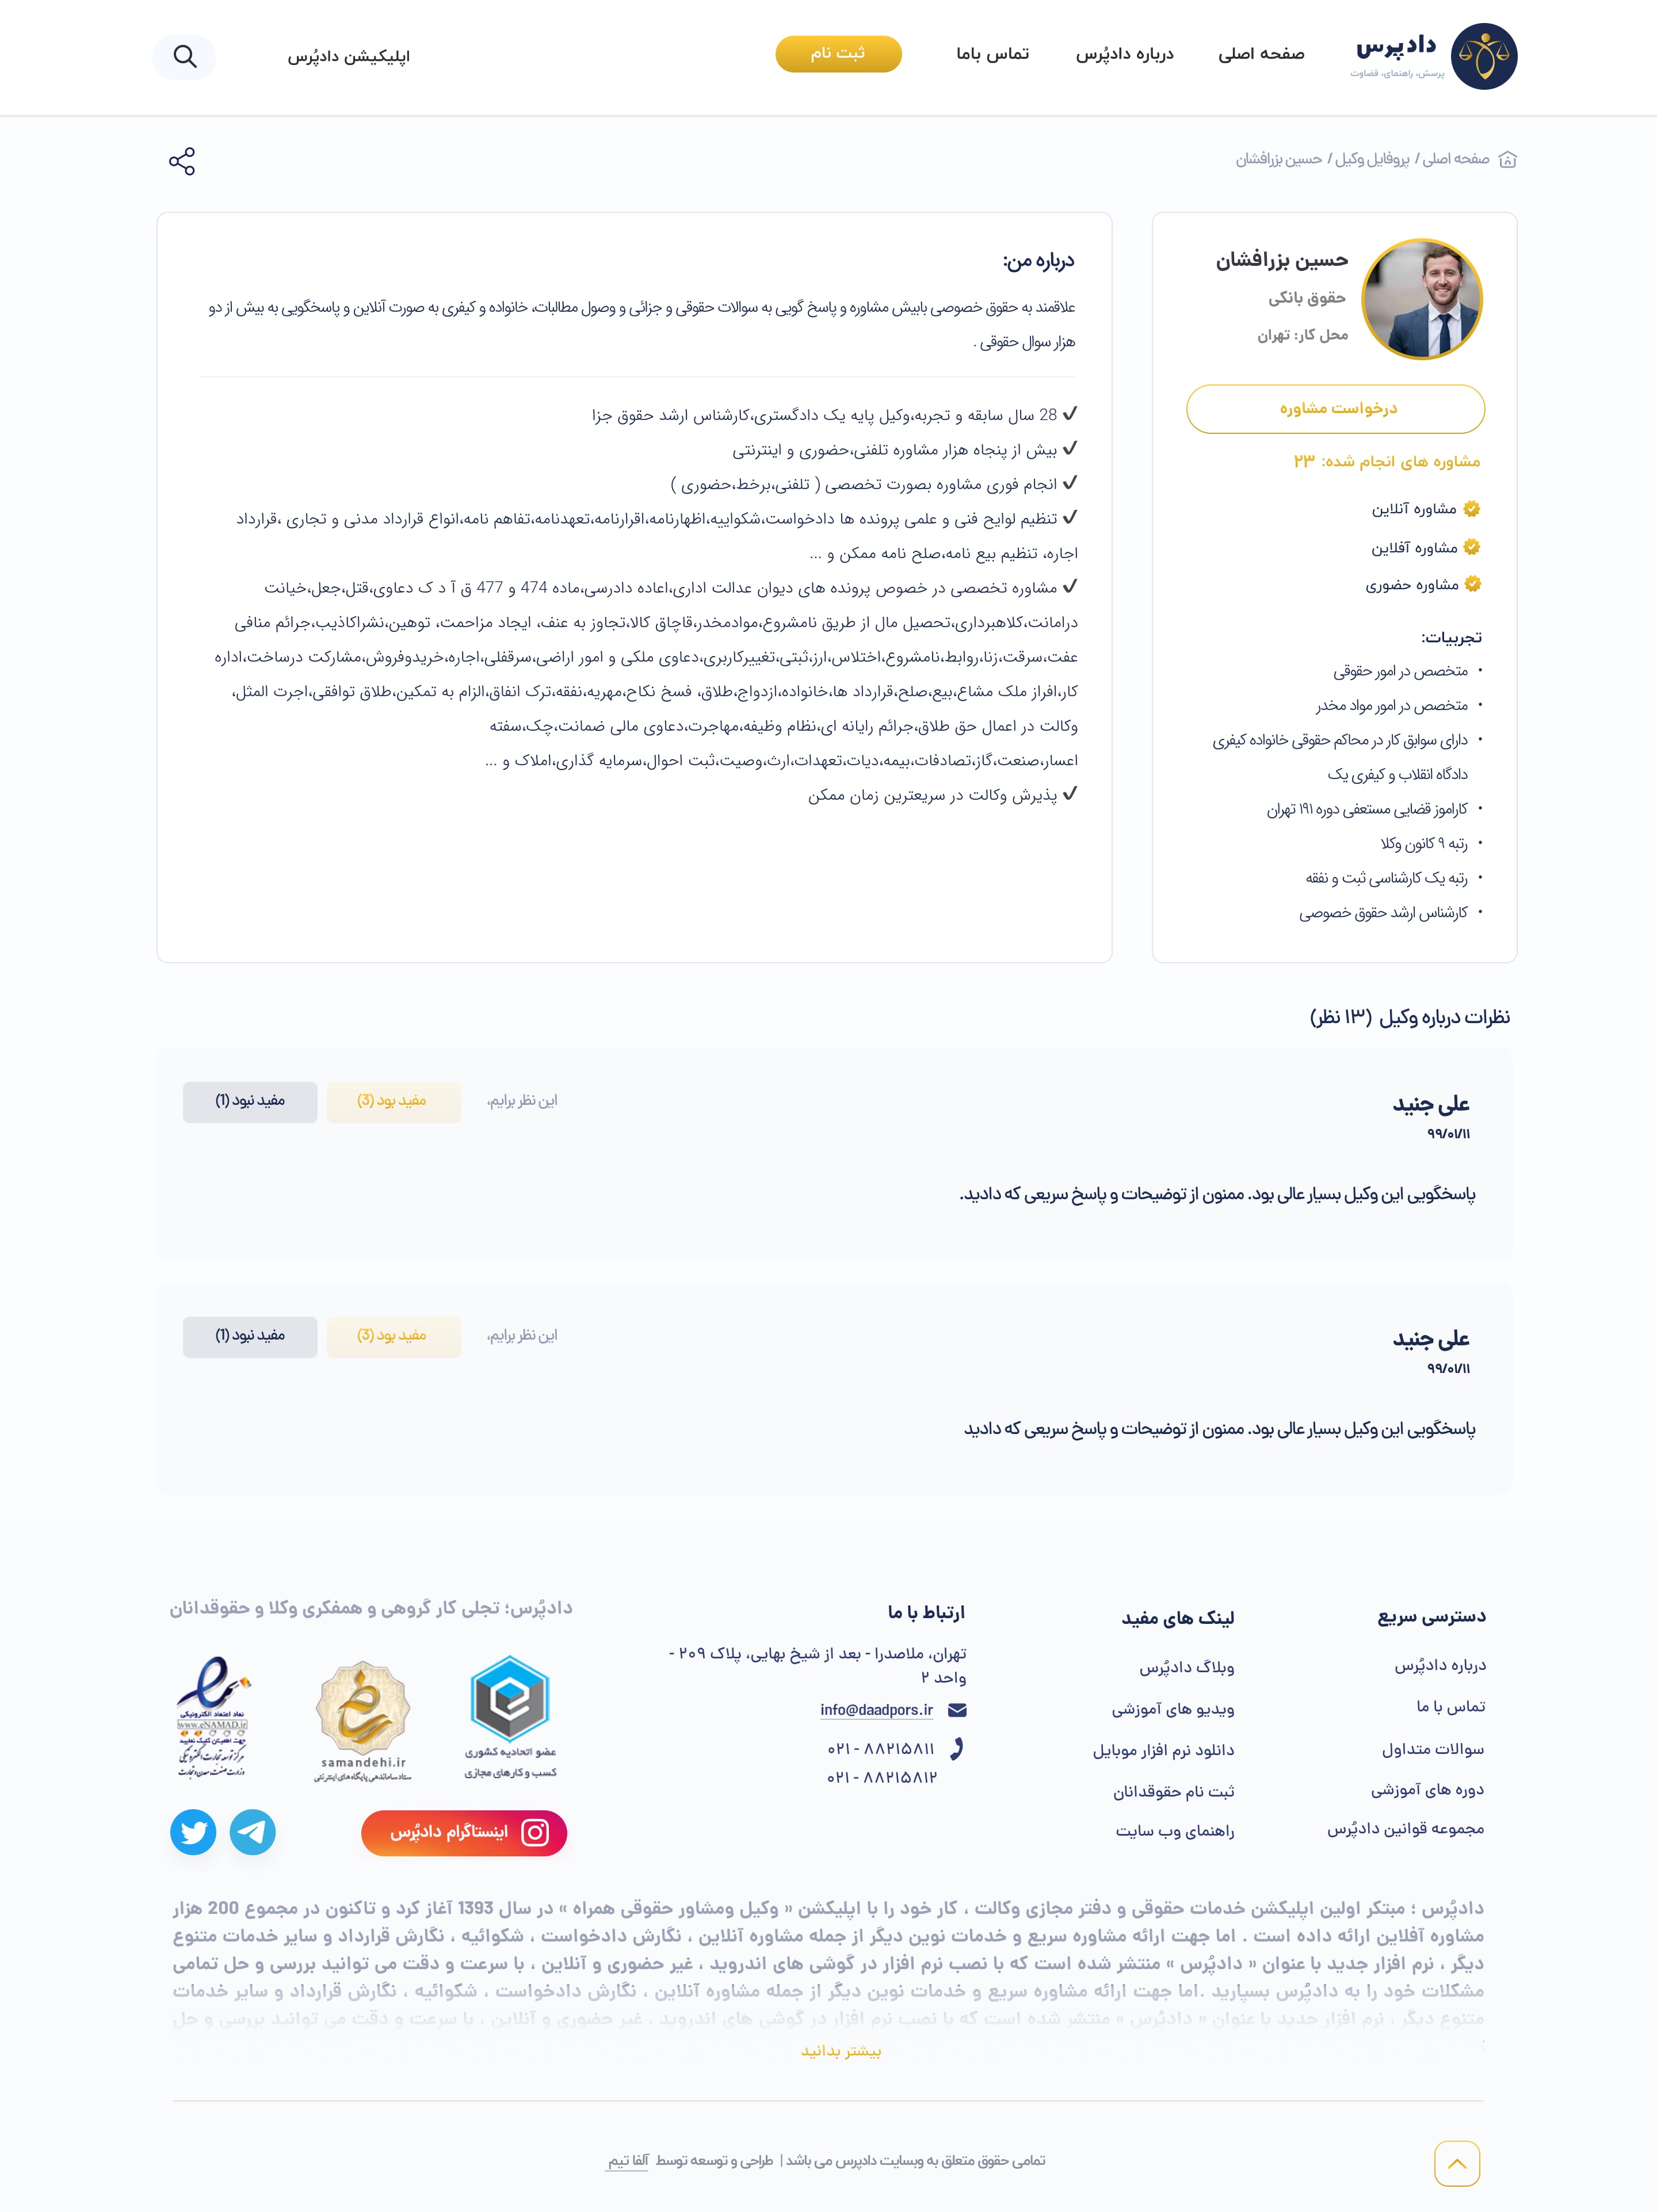 دادپرس
پرسش، راهنمای، قضاوت
صفحه اصلی
درباره دادپُرس
تماس باما
ثبت نام
اپلیکیشن دادپُرس
صفحه اصلی / پروفایل وکیل / حسین بزرافشان
حسین بزرافشان
حقوق بانکی
محل کار: تهران
درخواست مشاوره
مشاوره های انجام شده: ۲۳
مشاوره آنلاین
مشاوره آفلاین
مشاوره حضوری
تجربیات:
• متخصص در امور حقوقی
• متخصص در امور مواد مخدر
• دارای سوابق کار در محاکم حقوقی خانواده کیفری
دادگاه انقلاب و کیفری یک
• کاراموز قضایی مستعفی دوره ۱۹۱ تهران
• رتبه ۹ کانون وکلا
• رتبه یک کارشناسی ثبت و نفقه
• کارشناس ارشد حقوق خصوصی
درباره من:
علاقمند به حقوق خصوصی بابیش مشاوره و پاسخ گویی به سوالات حقوقی و جزائی و وصول مطالبات، خانواده و کیفری به صورت آنلاین و پاسخگویی به بیش از دو
هزار سوال حقوقی .
✔ 28 سال سابقه و تجربه،وکیل پایه یک دادگستری،کارشناس ارشد حقوق جزا
✔ بیش از پنجاه هزار مشاوره تلفنی،حضوری و اینترنتی
✔ انجام فوری مشاوره بصورت تخصصی ( تلفنی،برخط،حضوری )
✔ تنظیم لوایح فنی و علمی پرونده ها دادخواست،شکواییه،اظهارنامه،اقرارنامه،تعهدنامه،تفاهم نامه،انواع قرارداد مدنی و تجاری ،قرارداد
اجاره، تنظیم بیع نامه،صلح نامه ممکن و ...
✔ مشاوره تخصصی در خصوص پرونده های دیوان عدالت اداری،اعاده دادرسی،ماده 474 و 477 ق آ د ک دعاوی،قتل،جعل،خیانت
درامانت،کلاهبرداری،تحصیل مال از طریق نامشروع،موادمخدر،قاچاق کالا،تجاوز به عنف، ایجاد مزاحمت، توهین،نشراکاذیب،جرائم منافی
عفت،سرقت،زنا،روابط،نامشروع،اختلاس،ارز،ثبتی،تغییرکاربری،دعاوی ملکی و امور اراضی،سرقفلی،اجاره،خریدوفروش،مشارکت درساخت،اداره
کار،افراز ملک مشاع،بیع،صلح،قرارداد ها،خانواده،ازدواج،طلاق، فسخ نکاح،مهریه،نفقه،ترک انفاق،الزام به تمکین،طلاق توافقی،اجرت المثل،
وکالت در اعمال حق طلاق،جرائم رایانه ای،نظام وظیفه،مهاجرت،دعاوی مالی ضمانت،چک،سفته
اعسار،صنعت،گاز،تصادفات،بیمه،دیات،تعهدات،ارث،وصیت،ثبت احوال،سرمایه گذاری،املاک و ...
✔ پذیرش وکالت در سریعترین زمان ممکن
نظرات درباره وکیل (۱۳ نظر)
علی جنید
۹۹/۰۱/۱۱
این نظر برایم،
مفید بود (3)
مفید نبود (1)
پاسخگویی این وکیل بسیار عالی بود. ممنون از توضیحات و پاسخ سریعی که دادید.
علی جنید
۹۹/۰۱/۱۱
این نظر برایم،
مفید بود (3)
مفید نبود (1)
پاسخگویی این وکیل بسیار عالی بود. ممنون از توضیحات و پاسخ سریعی که دادید
دسترسی سریع
درباره دادپُرس
تماس با ما
سوالات متداول
دوره های آموزشی
مجموعه قوانین دادپُرس
لینک های مفید
وبلاگ دادپُرس
ویدیو های آموزشی
دانلود نرم افزار موبایل
ثبت نام حقوقدانان
راهنمای وب سایت
ارتباط با ما
تهران، ملاصدرا - بعد از شیخ بهایی، پلاک ۲۰۹ -
واحد ۲
info@daadpors.ir
۰۲۱ - ۸۸۲۱۵۸۱۱
۰۲۱ - ۸۸۲۱۵۸۱۲
دادپُرس؛ تجلی کار گروهی و همفکری وکلا و حقوقدانان
عضو اتحادیه کشوری
کسب و کارهای مجازی
samandehi.ir
ستاد ساماندهی پایگاه های اینترنتی
نماد اعتماد الکترونیکی
www.eNAMAD.ir
جهت اطمینان کلیک نمایید
مرکز توسعه تجارت الکترونیکی
وزارت صنعت، معدن و تجارت
اینستاگرام دادپُرس
دادپُرس ؛ مبتکر اولین اپلیکشن خدمات حقوقی و دفتر مجازی وکالت ، کار خود را با اپلیکشن « وکیل ومشاور حقوقی همراه » در سال 1393 آغاز کرد و تاکنون در مجموع 200 هزار
مشاوره آفلاین ارائه داده است . اما جهت ارائه مشاوره سریع و خدمات نوین دیگر از جمله مشاوره آنلاین ، نگارش دادخواست ، شکوائیه ، نگارش قرارداد و سایر خدمات متنوع
دیگر ، نرم افزار جدید با عنوان « دادپُرس » منتشر شده است که با نصب نرم افزار در گوشی های اندروید ، غیر حضوری و آنلاین ، با سرعت و دقت می توانید بررسی و حل تمامی
مشکلات خود را به دادپُرس بسپارید .اما جهت ارائه مشاوره سریع و خدمات نوین دیگر از جمله مشاوره آنلاین ، نگارش دادخواست ، شکوائیه ، نگارش قرارداد و سایر خدمات
متنوع دیگر ، نرم افزار جدید با عنوان « دادپُرس » منتشر شده است که با نصب نرم افزار در گوشی های اندروید ، غیر حضوری و آنلاین ، با سرعت و دقت می توانید بررسی و حل
بیشتر بدانید
تمامی حقوق متعلق به وبسایت دادپرس می باشد | طراحی و توسعه توسط آلفا تیم